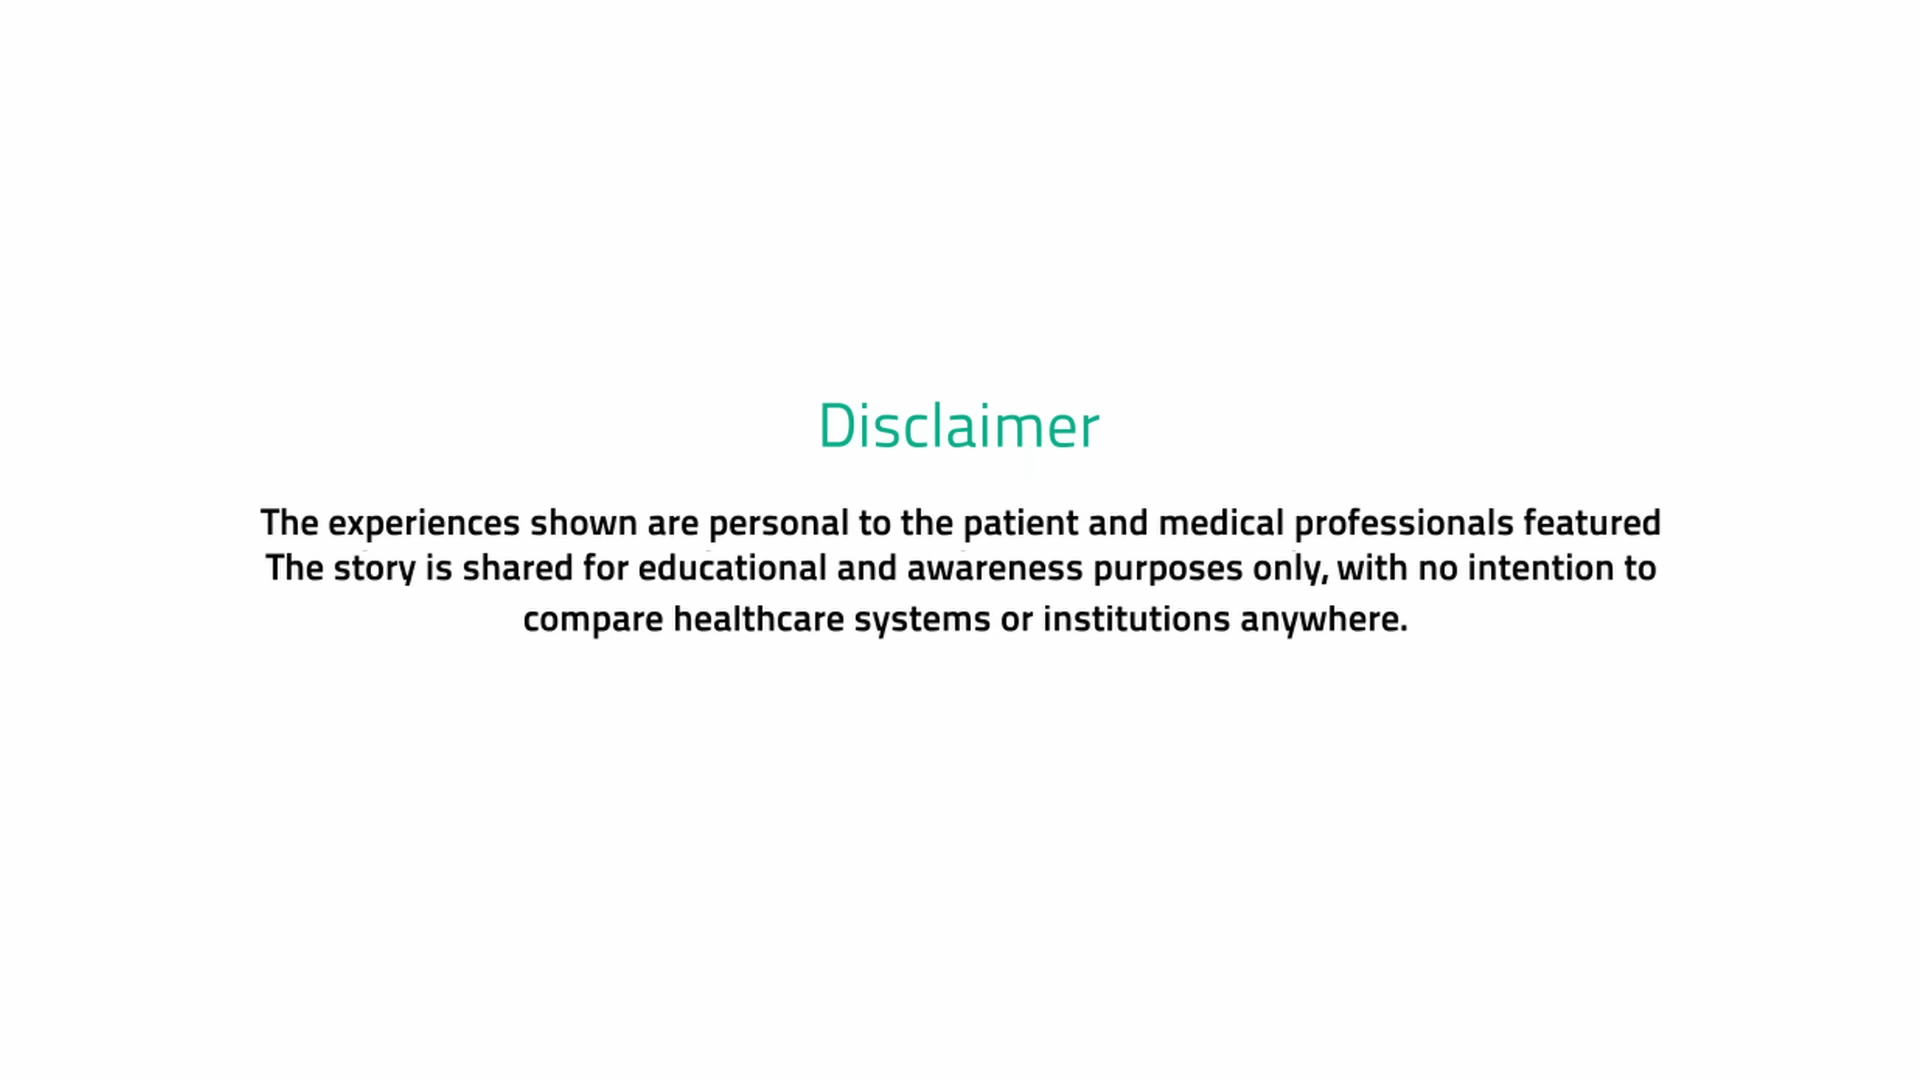 Disclaimer
The experiences shown are personal to the patient and medical professionals featured
The story is shared for educational and awareness purposes only, with no intention to
compare healthcare systems or institutions anywhere.